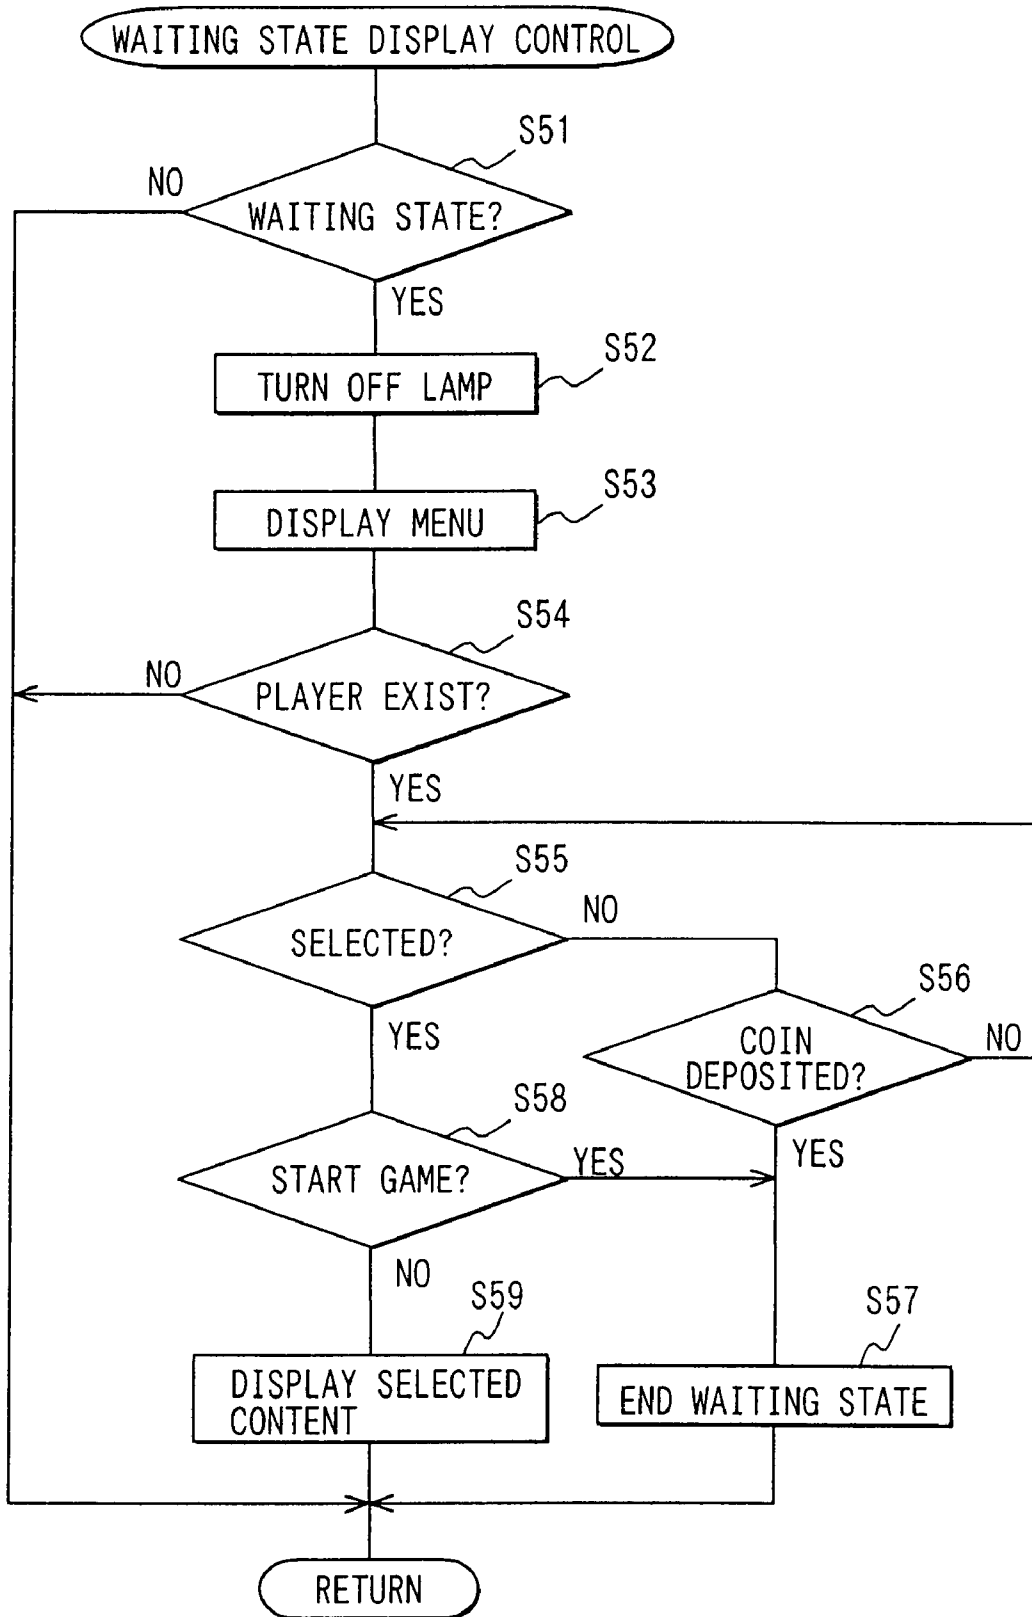 WAITING STATE DISPLAY CONTROL
S51
NO
WAITING STATE?
YES
S52
TURN OFF LAMP
S53
DISPLAY MENU
S54
NO
PLAYER EXIST?
YES
S55
NO
SELECTED?
S56
YES
COIN
DEPOSITED?
NO
S58
YES
START GAME?
YES
NO
S59
S57
DISPLAY SELECTED
CONTENT
END WAITING STATE
RETURN